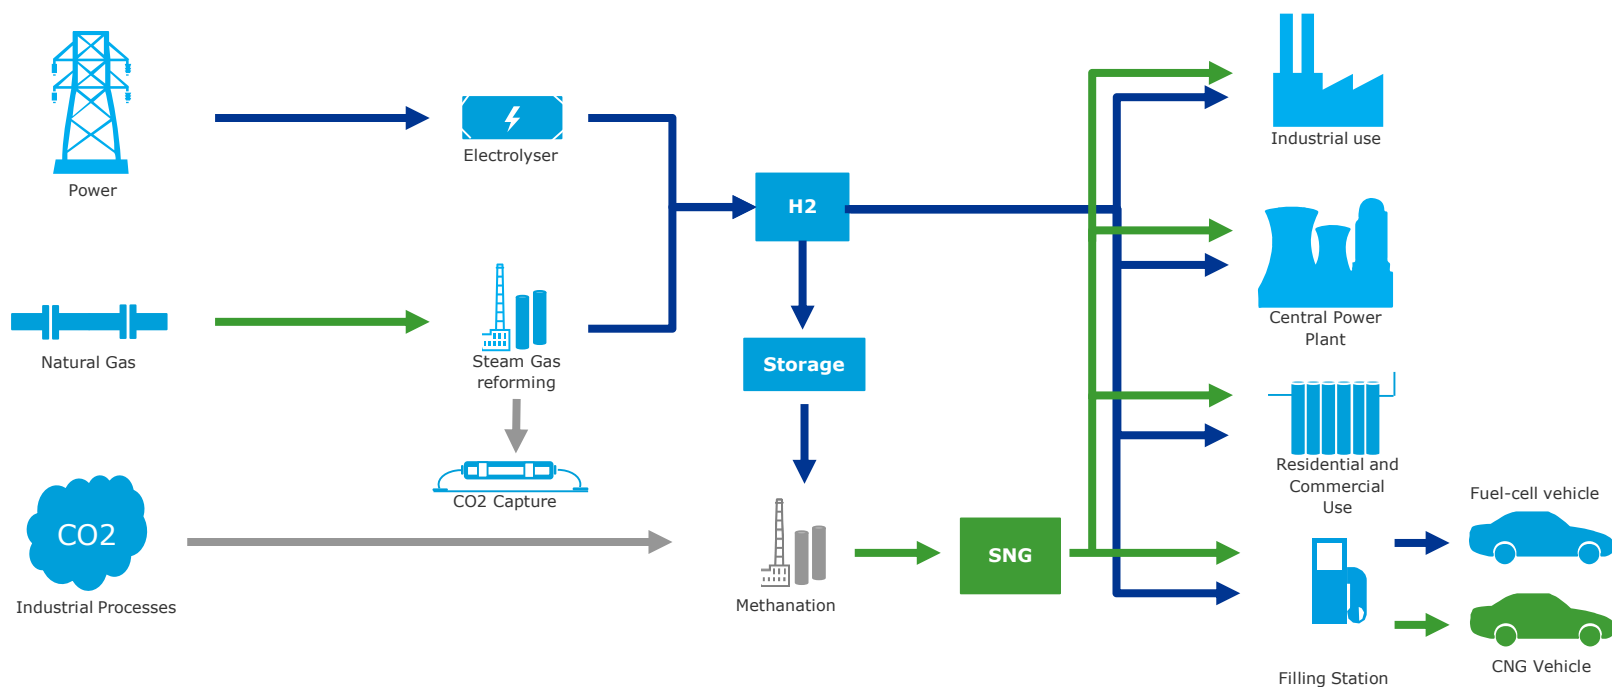 Power
Electrolyser
H2
Industrial use
Natural Gas
Steam Gas
reforming
Storage
Central Power
Plant
CO2
Industrial Processes
CO2 Capture
Methanation
SNG
Residential and
Commercial
Use
Fuel-cell vehicle
Filling Station
CNG Vehicle